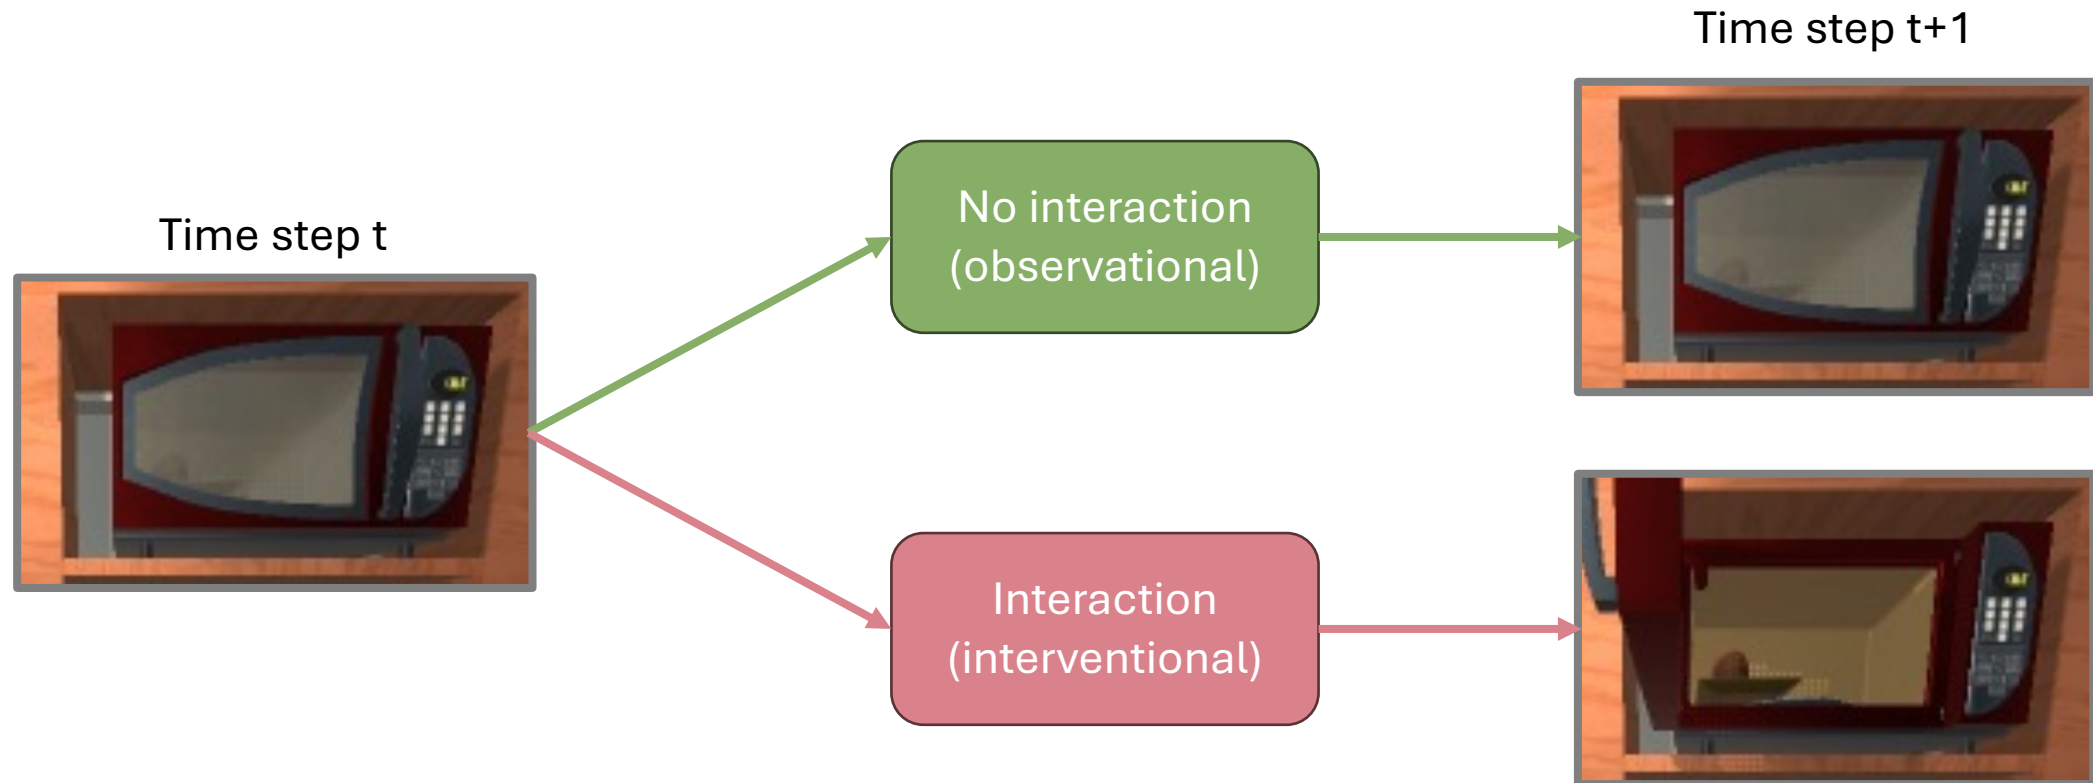 Time step t+1
Time step t
No interaction
(observational)
Interaction
(interventional)